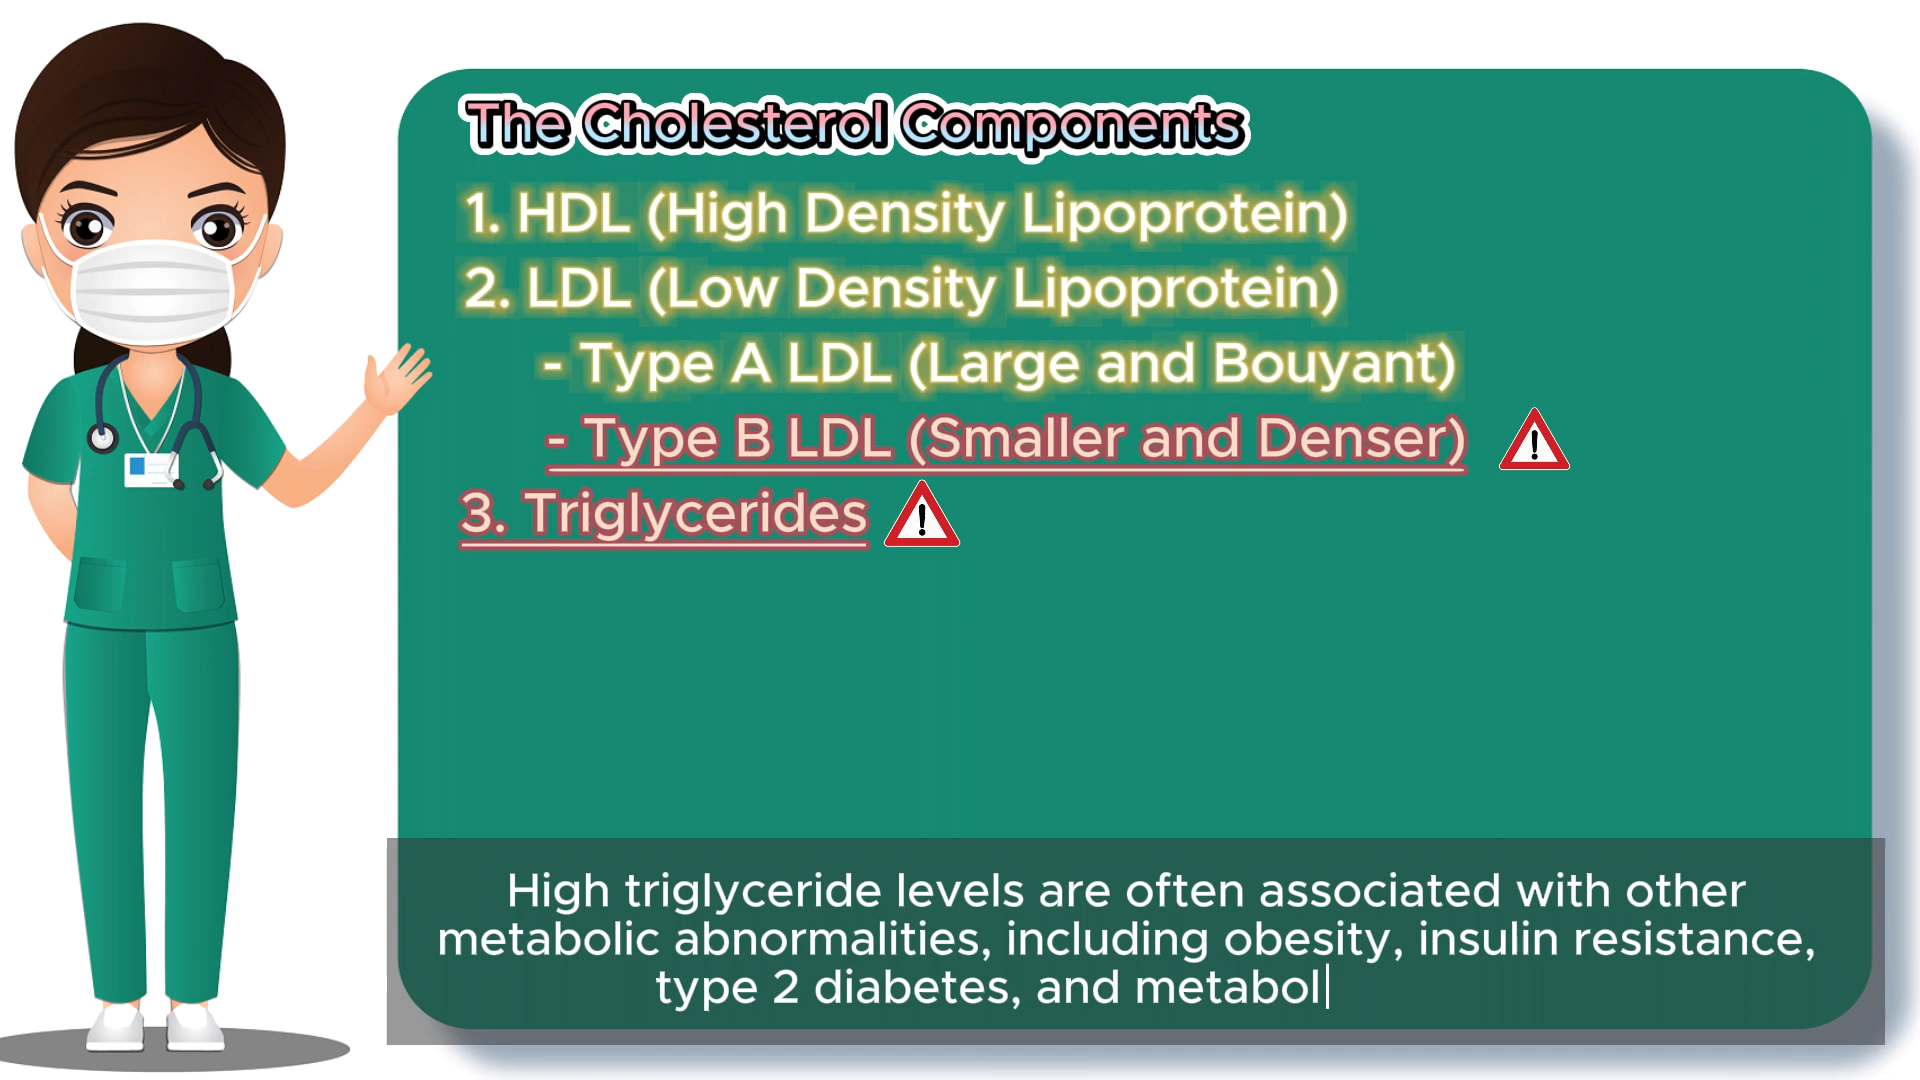 The Cholesterol Components
1. HDL (High Density Lipoprotein)
2. LDL (Low Density Lipoprotein)
- Type A LDL (Large and Bouyant)
- Type B LDL (Smaller and Denser)
3. Triglycerides
High triglyceride levels are often associated with other
metabolic abnormalities, including obesity, insulin resistance,
type 2 diabetes, and metabol